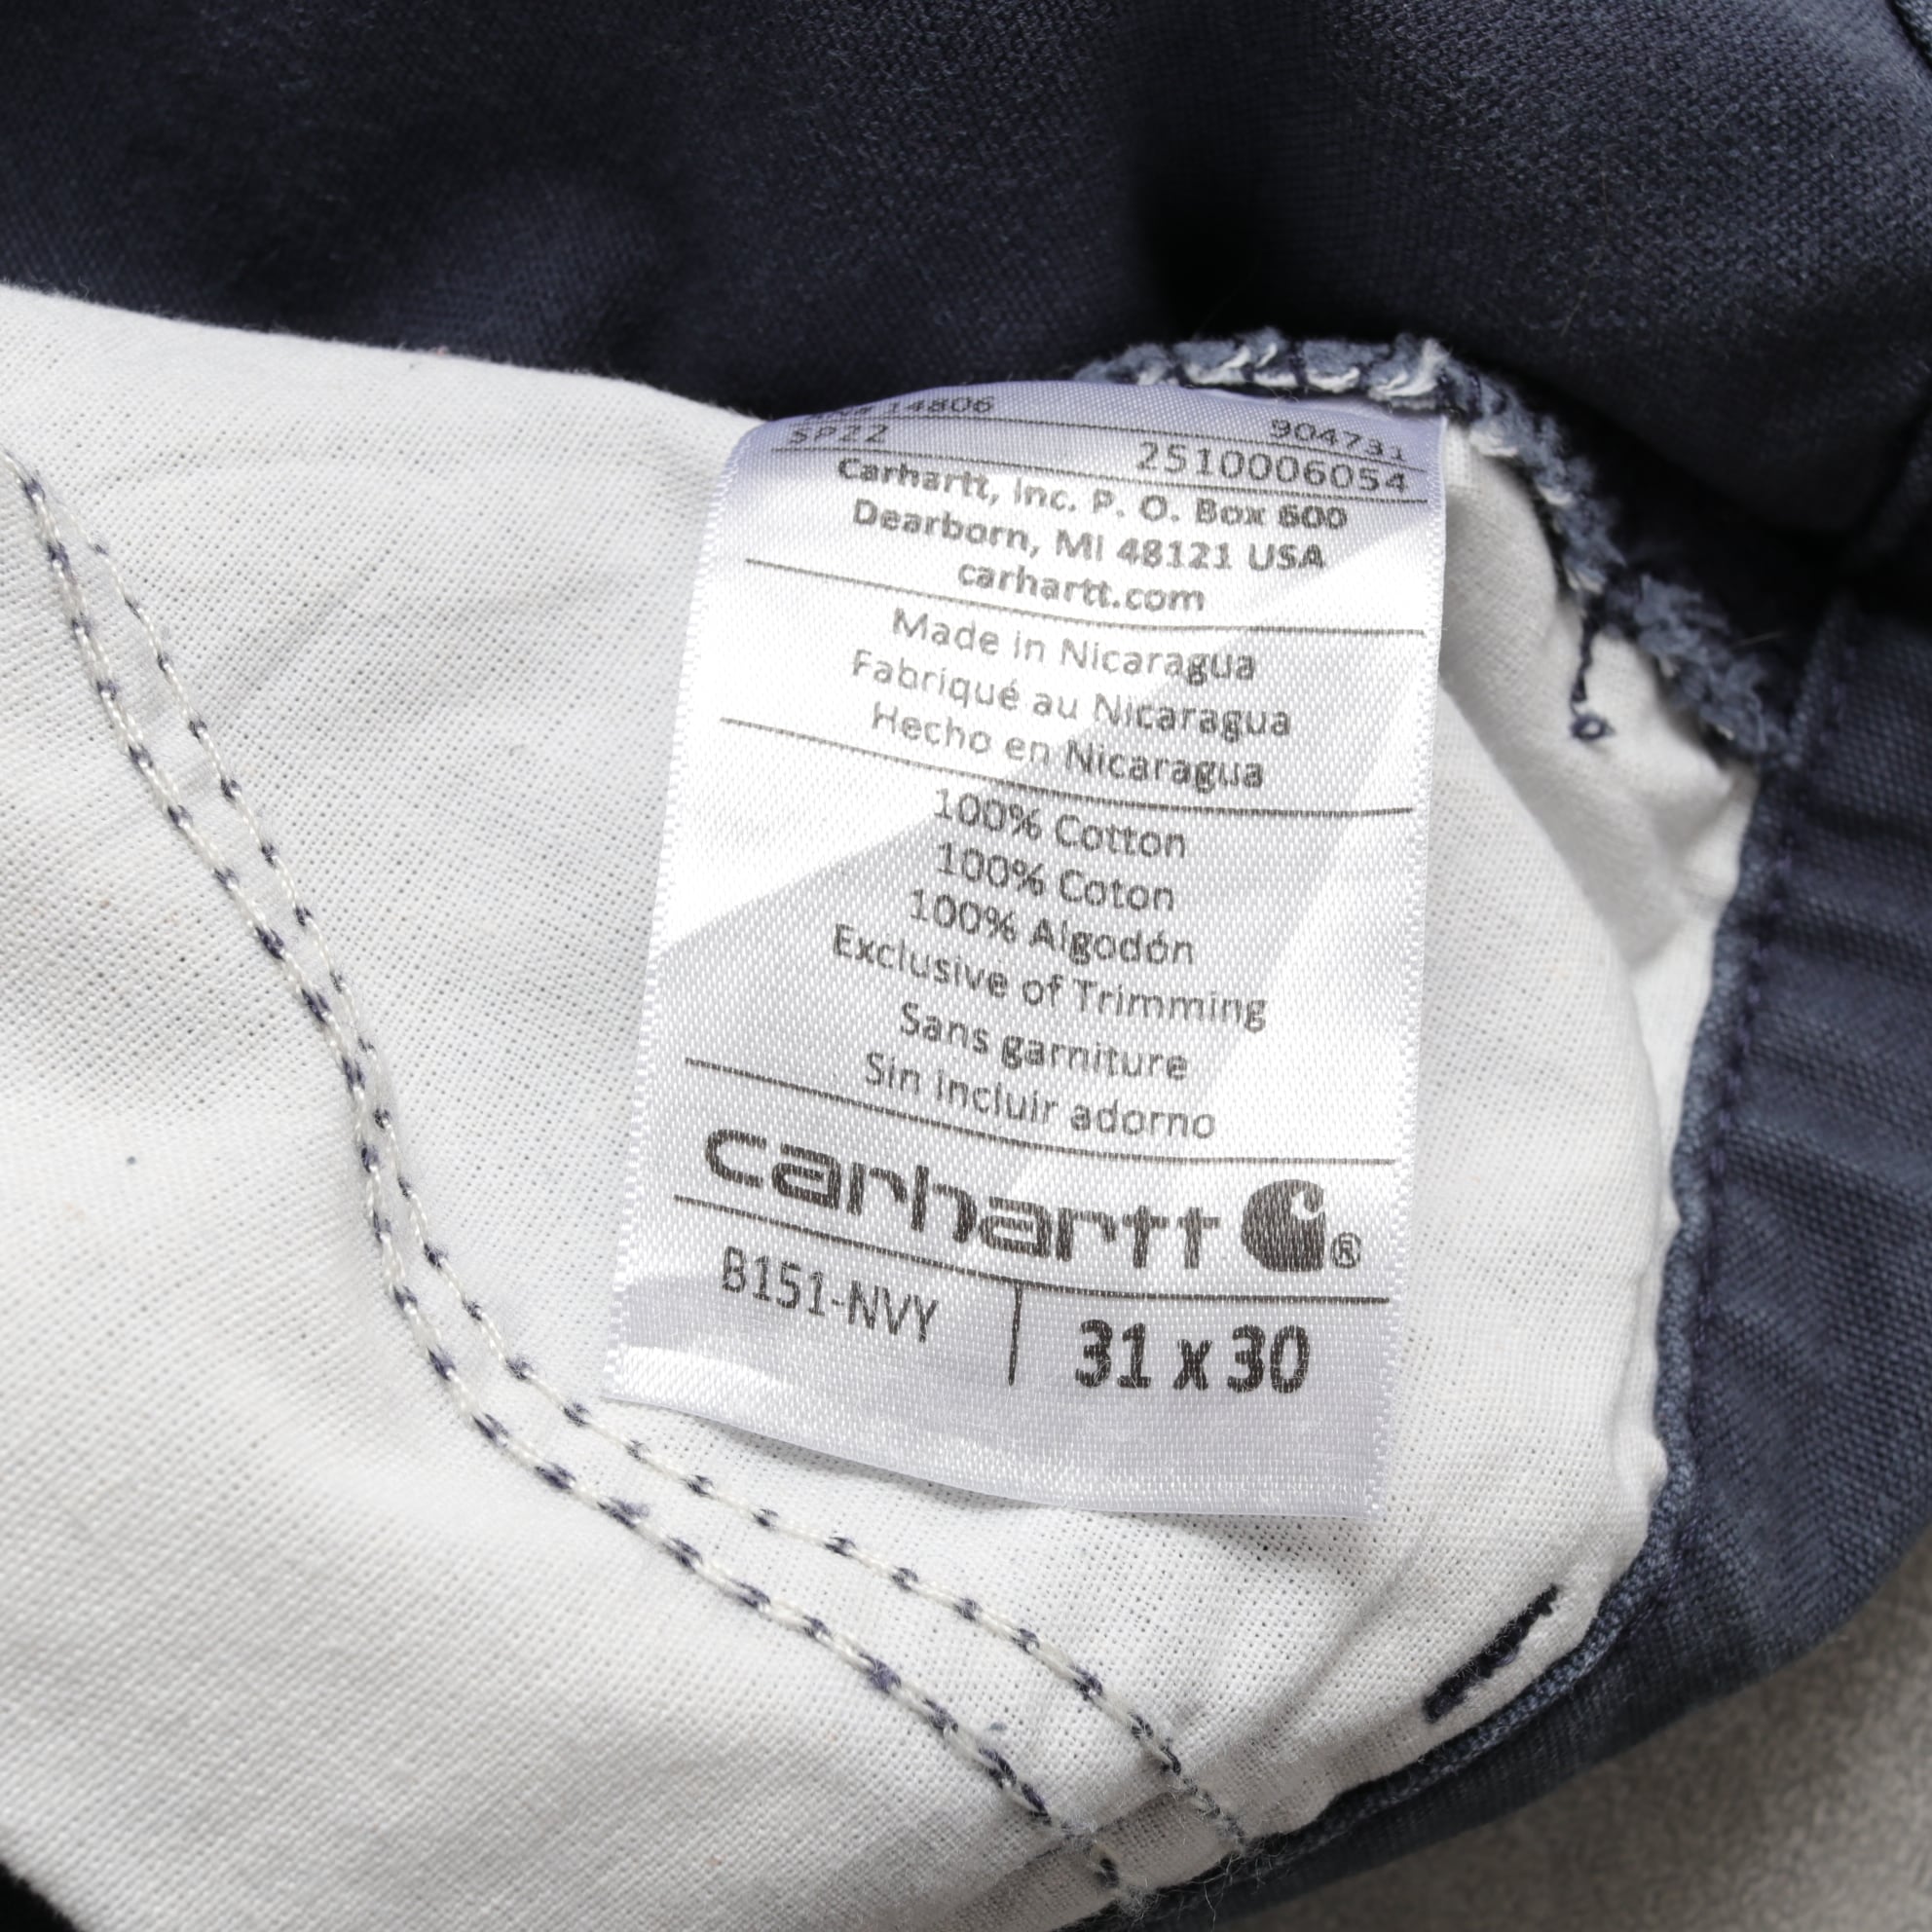 14806
904731
SP22
2510006054
Carhartt, Inc. P. O. Box 600
Dearborn, MI 48121 USA
carhartt.com
Made in Nicaragua
Fabriqué au Nicaragua
Hecho en Nicaragua
100% Cotton
100% Coton
100% Algodón
Exclusive of Trimming
Sans garniture
Sin incluir adorno
carhartt ®
B151-NVY
31 x 30